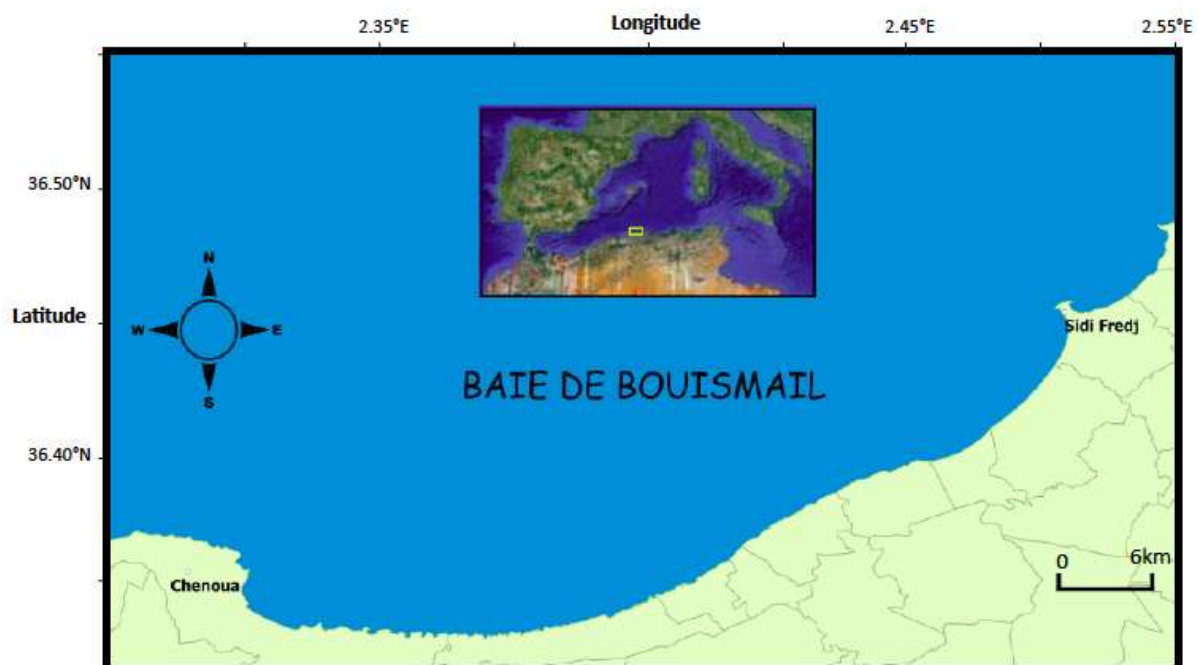 Longitude
2.35°E
2.45°E
2.55°E
36.50°N
N
Latitude
W
E
S
Sidi Fredj
BAIE DE BOUISMAIL
36.40°N
0
6km
Chenoua